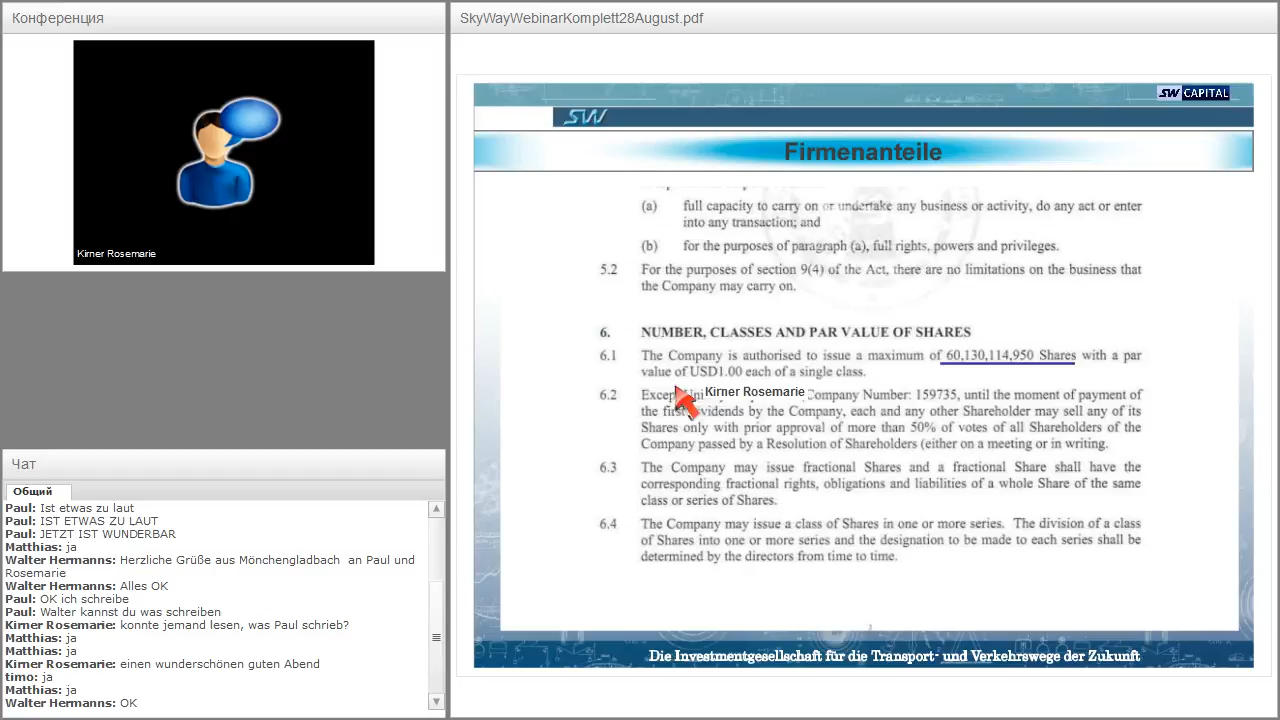 Конференция
Kirner Rosemarie
Чат
Общий
Paul: Ist etwas zu laut
Paul: IST ETWAS ZU LAUT
Paul: JETZT IST WUNDERBAR
Matthias: ja
Walter Hermanns: Herzliche Grüße aus Mönchengladbach an Paul und
Rosemarie
Walter Hermanns: Alles OK
Paul: OK ich schreibe
Paul: Walter kannst du was schreiben
Kirner Rosemarie: konnte jemand lesen, was Paul schrieb?
Matthias: ja
Matthias: ja
Kirner Rosemarie: einen wunderschönen guten Abend
timo: ja
Matthias: ja
Walter Hermanns: OK
SkyWayWebinarKomplett28August.pdf
SW CAPITAL
SW
Firmenanteile
(a) full capacity to carry on or undertake any business or activity, do any act or enter
into any transaction; and
(b) for the purposes of paragraph (a), full rights, powers and privileges.
5.2 For the purposes of section 9(4) of the Act, there are no limitations on the business that
the Company may carry on.
6. NUMBER, CLASSES AND PAR VALUE OF SHARES
6.1 The Company is authorised to issue a maximum of 60,130,114,950 Shares with a par
value of USD1.00 each of a single class.
Kirner Rosemarie
6.2 Company Number: 159735, until the moment of payment of
the first dividends by the Company, each and any other Shareholder may sell any of its
Shares only with prior approval of more than 50% of votes of all Shareholders of the
Company passed by a Resolution of Shareholders (either on a meeting or in writing.
6.3 The Company may issue fractional Shares and a fractional Share shall have the
corresponding fractional rights, obligations and liabilities of a whole Share of the same
class or series of Shares.
6.4 The Company may issue a class of Shares in one or more series. The division of a class
of Shares into one or more series and the designation to be made to each series shall be
determined by the directors from time to time.
Die Investmentgesellschaft für die Transport- und Verkehrswege der Zukunft